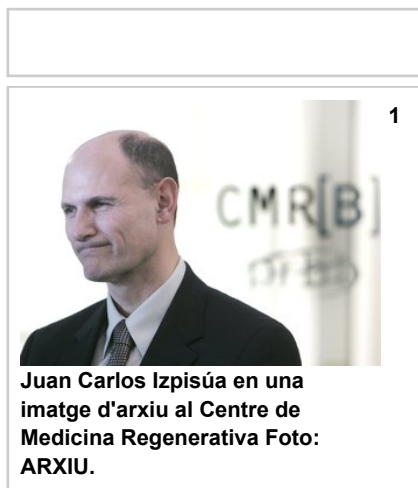 1
CMR[B]
Juan Carlos Izpisúa en una
imatge d'arxiu al Centre de
Medicina Regenerativa Foto:
ARXIU.